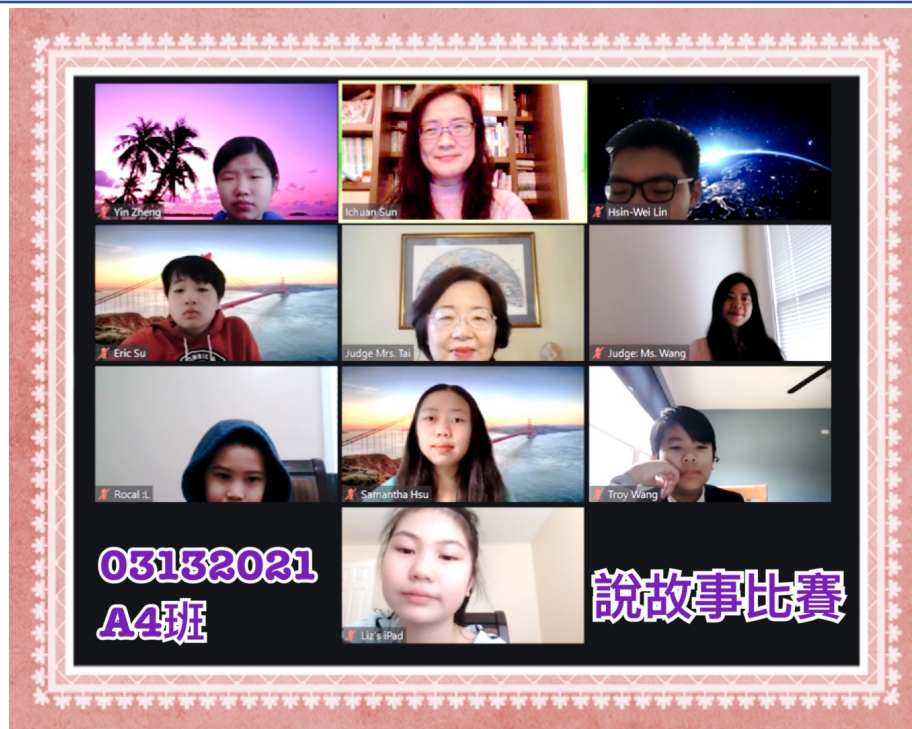 Yin Zheng
Ichuan Sun
Hsin-Wei Lin
Eric Su
Judge Mrs. Tai
Judge: Ms. Wang
Rocal :L
Samantha Hsu
Troy Wang
Liz's iPad
03132021
A4班
說故事比賽